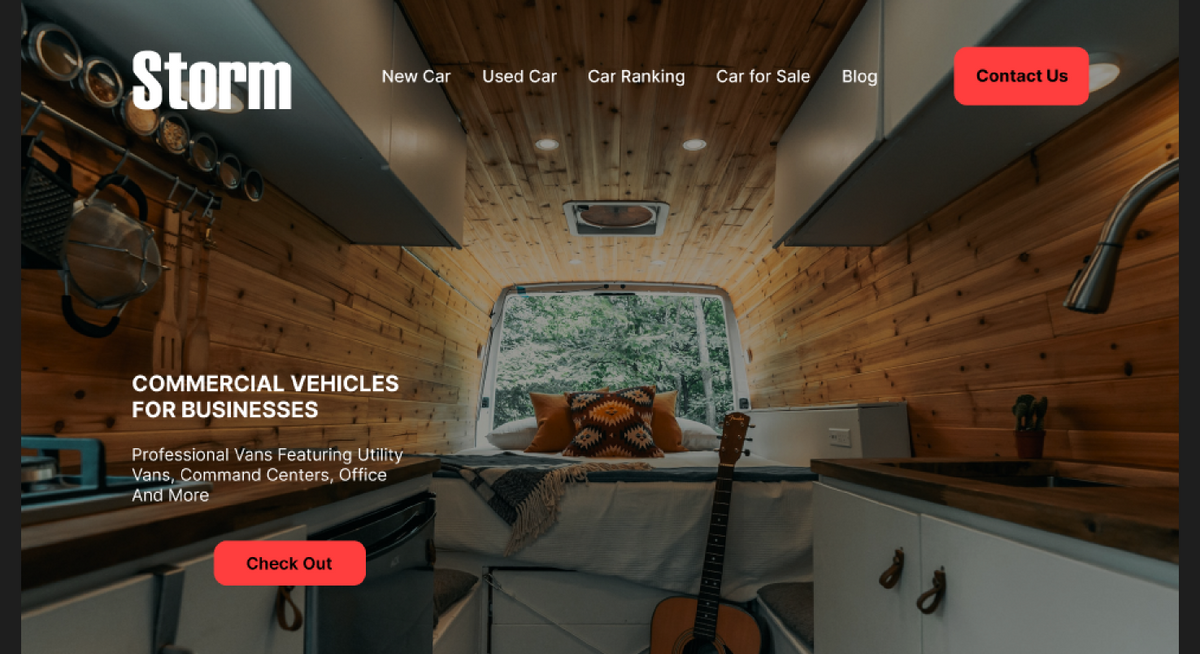 Storm
New Car
Used Car
Car Ranking
Car for Sale
Blog
Contact Us
COMMERCIAL VEHICLES
FOR BUSINESSES
Professional Vans Featuring Utility
Vans, Command Centers, Office
And More
Check Out